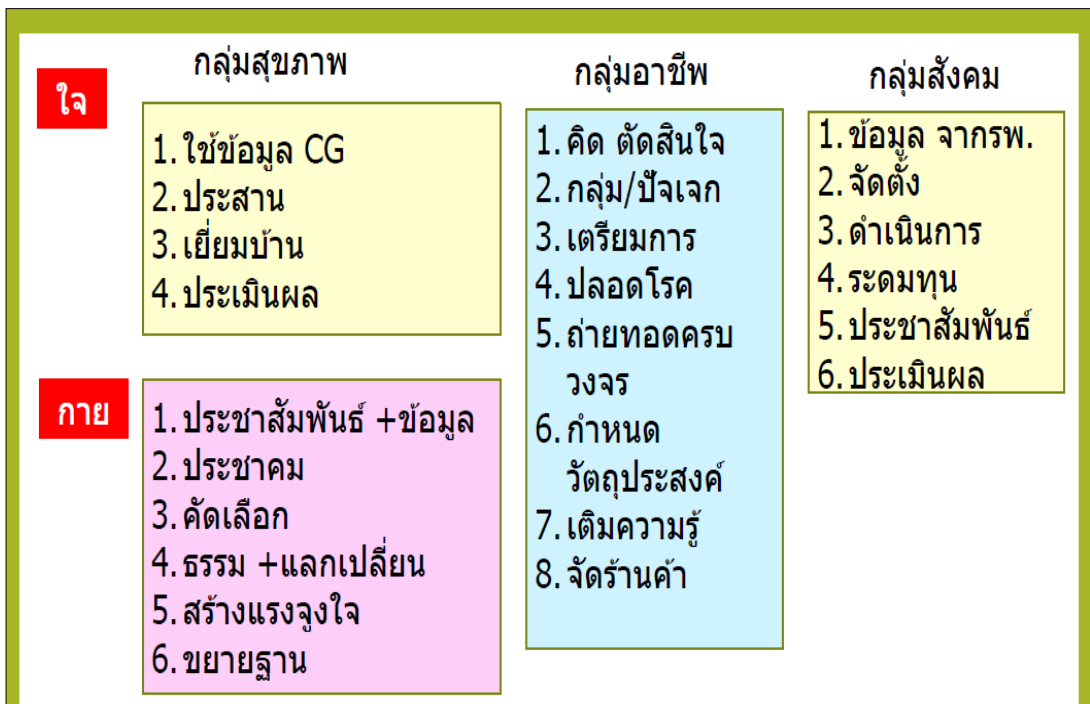 กลุ่มสุขภาพ
ใจ
1. ใช้ข้อมูล CG
2. ประสาน
3. เยี่ยมบ้าน
4. ประเมินผล
กาย
1. ประชาสัมพันธ์ +ข้อมูล
2. ประชาคม
3. คัดเลือก
4. ธรรม +แลกเปลี่ยน
5. สร้างแรงจูงใจ
6. ขยายฐาน
กลุ่มอาชีพ
1. คิด ตัดสินใจ
2. กลุ่ม/ปัจเจก
3. เตรียมการ
4. ปลอดโรค
5. ถ่ายทอดครบ
วงจร
6. กำหนด
วัตถุประสงค์
7. เติมความรู้
8. จัดร้านค้า
กลุ่มสังคม
1. ข้อมูล จากรพ.
2. จัดตั้ง
3. ดำเนินการ
4. ระดมทุน
5. ประชาสัมพันธ์
6. ประเมินผล